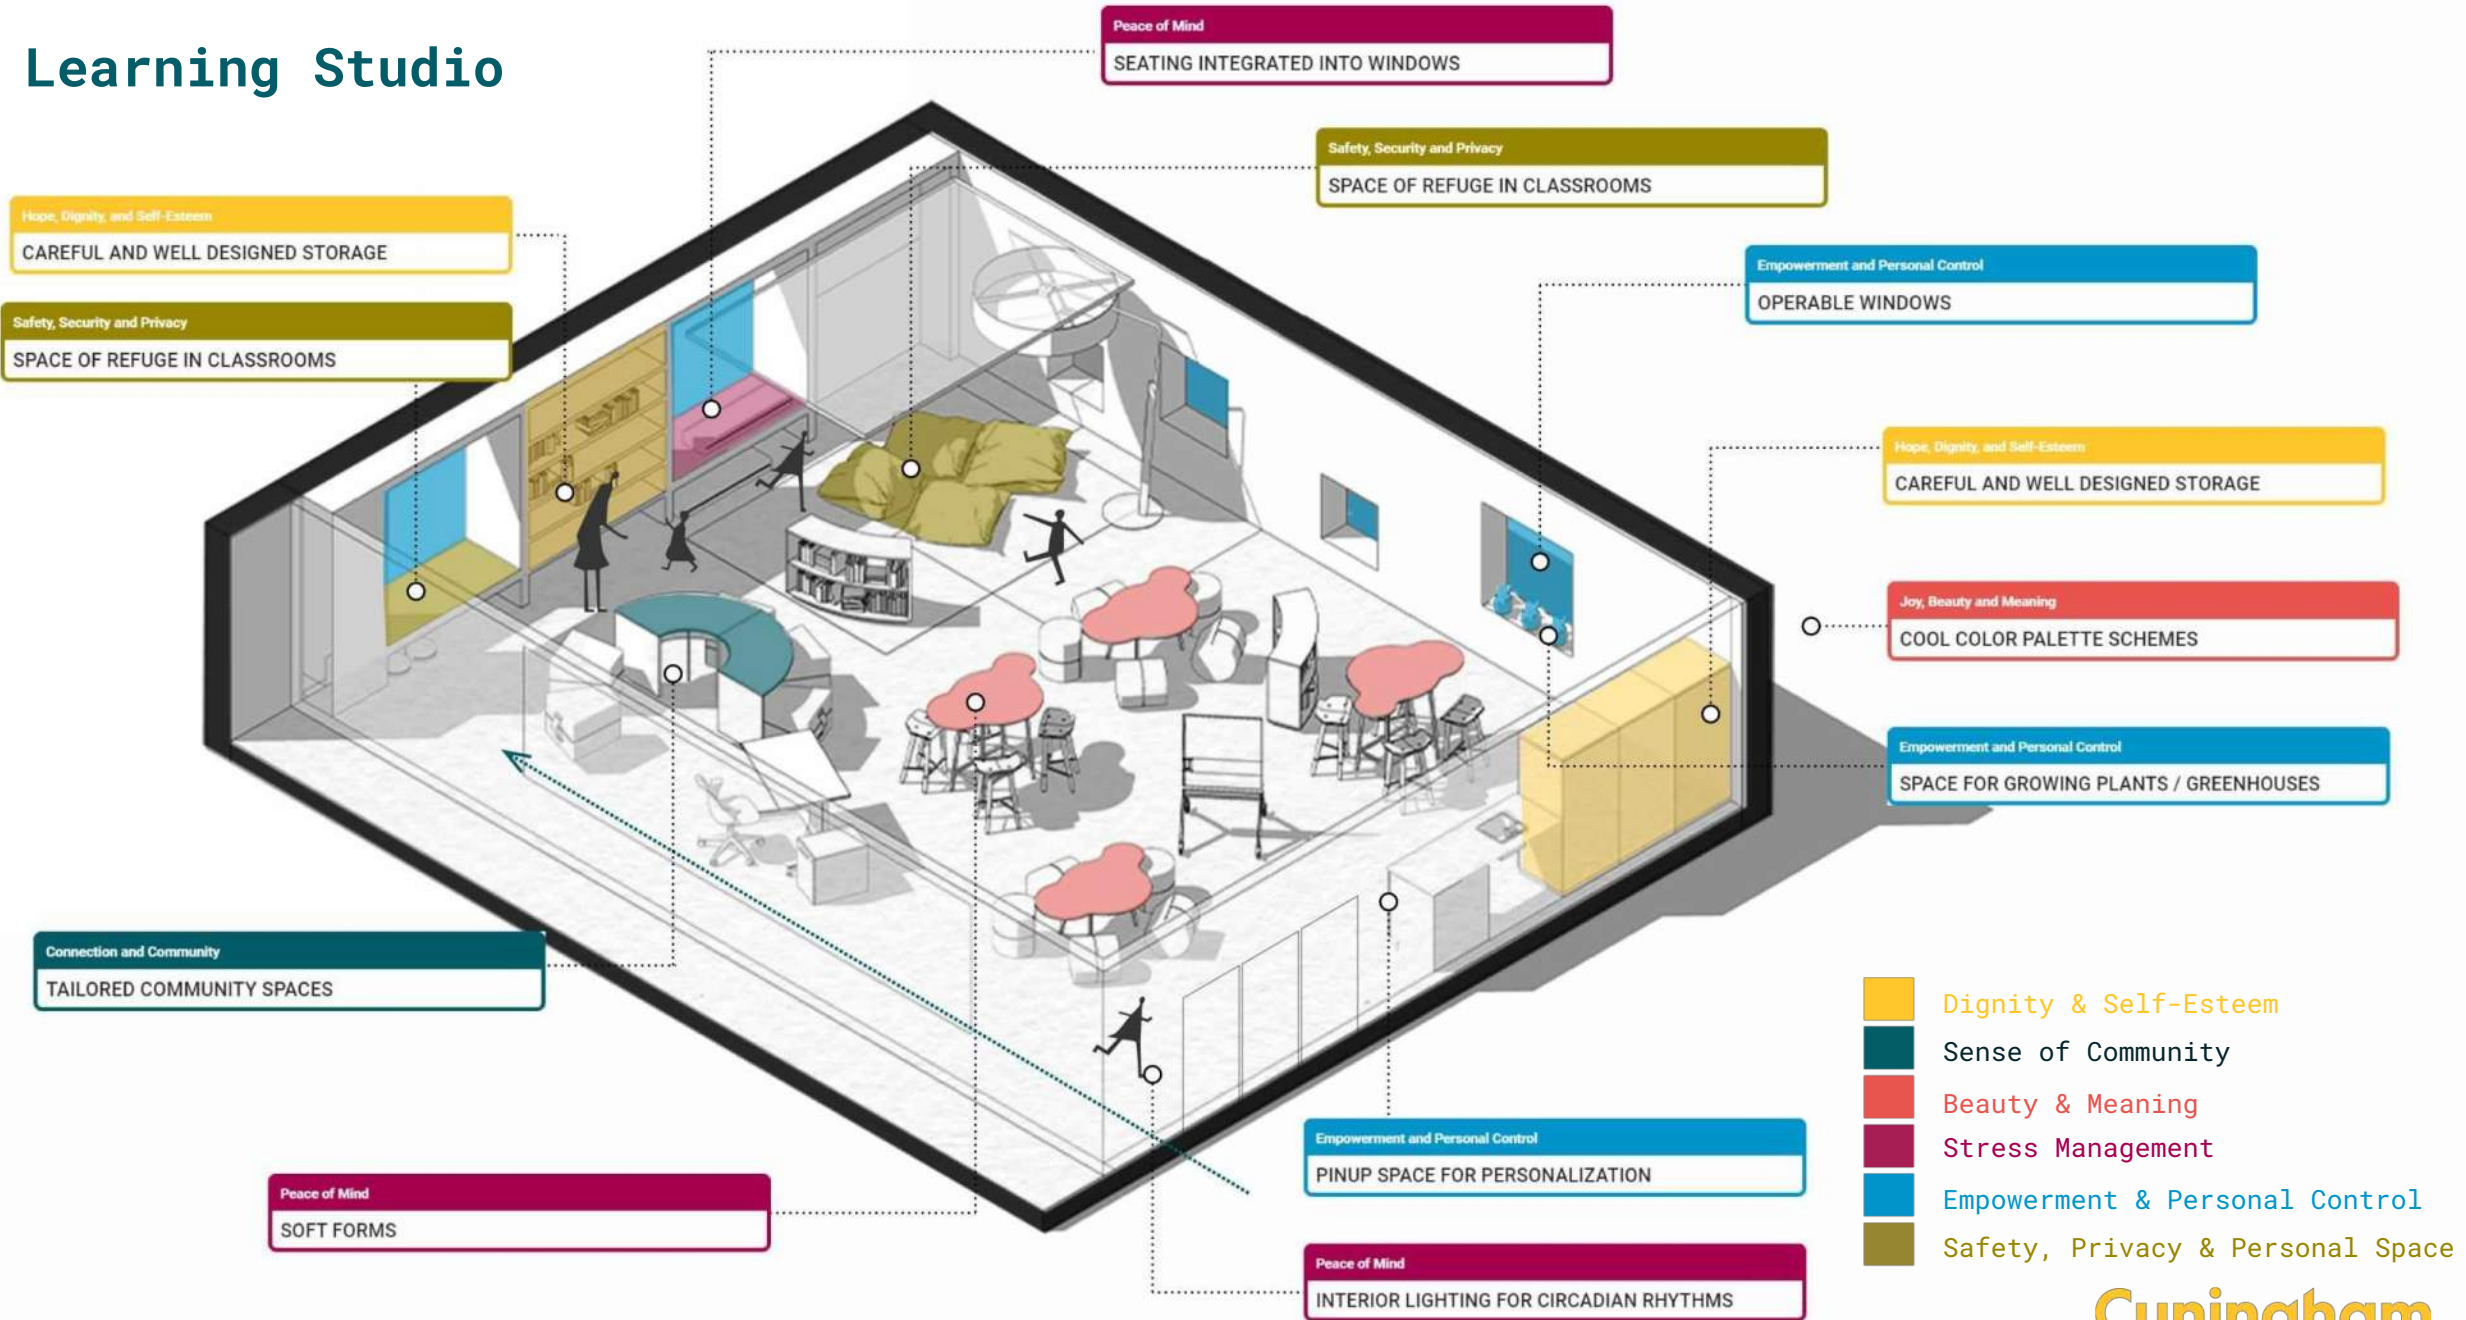 Learning Studio
Peace of Mind
SEATING INTEGRATED INTO WINDOWS
Safety, Security and Privacy
SPACE OF REFUGE IN CLASSROOMS
Hope, Dignity, and Self-Esteem
CAREFUL AND WELL DESIGNED STORAGE
Safety, Security and Privacy
SPACE OF REFUGE IN CLASSROOMS
Empowerment and Personal Control
OPERABLE WINDOWS
Hope, Dignity, and Self-Esteem
CAREFUL AND WELL DESIGNED STORAGE
Joy, Beauty and Meaning
COOL COLOR PALETTE SCHEMES
Empowerment and Personal Control
SPACE FOR GROWING PLANTS / GREENHOUSES
Connection and Community
TAILORED COMMUNITY SPACES
Peace of Mind
SOFT FORMS
Empowerment and Personal Control
PINUP SPACE FOR PERSONALIZATION
Peace of Mind
INTERIOR LIGHTING FOR CIRCADIAN RHYTHMS
Dignity & Self-Esteem
Sense of Community
Beauty & Meaning
Stress Management
Empowerment & Personal Control
Safety, Privacy & Personal Space
Cuningham